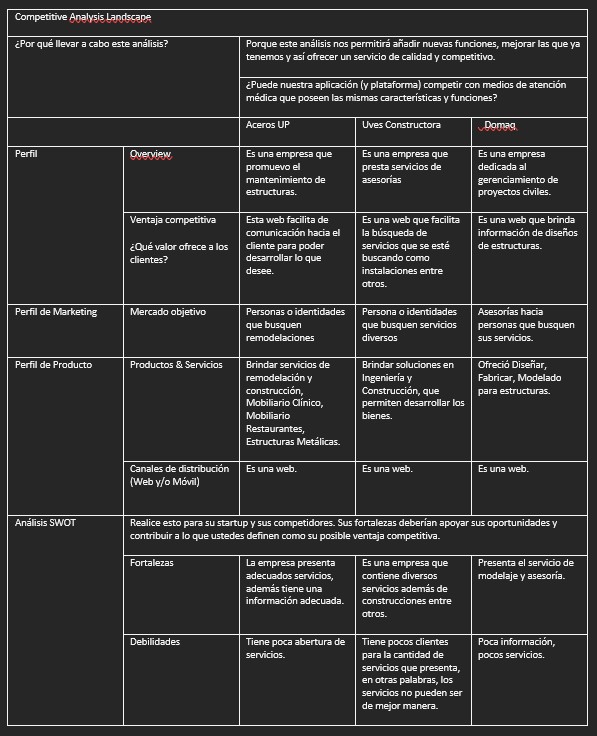 Competitive Analysis Landscape
¿Por qué llevar a cabo este análisis?
Porque este análisis nos permitirá añadir nuevas funciones, mejorar las que ya
tenemos y así ofrecer un servicio de calidad y competitivo.
¿Puede nuestra aplicación (y plataforma) competir con medios de atención
médica que poseen las mismas características y funciones?
Aceros UP
Uves Constructora
Domaq
Perfil
Overview
Es una empresa que
promuevo el
mantenimiento de
estructuras.
Es una empresa que
presta servicios de
asesorías
Es una empresa
dedicada al
gerenciamiento de
proyectos civiles.
Ventaja competitiva
¿Qué valor ofrece a los
clientes?
Esta web facilita de
comunicación hacia el
cliente para poder
desarrollar lo que
desee.
Es una web que facilita
la búsqueda de
servicios que se esté
buscando como
instalaciones entre
otros.
Es una web que brinda
información de diseños
de estructuras.
Perfil de Marketing
Mercado objetivo
Personas o identidades
que busquen
remodelaciones
Persona o identidades
que busquen servicios
diversos
Asesorías hacia
personas que busquen
sus servicios.
Perfil de Producto
Productos & Servicios
Brindar servicios de
remodelación y
construcción,
Mobiliario Clínico,
Mobiliario
Restaurantes,
Estructuras Metálicas.
Brindar soluciones en
Ingeniería y
Construcción, que
permiten desarrollar los
bienes.
Ofreció Diseñar,
Fabricar, Modelado
para estructuras.
Canales de distribución
(Web y/o Móvil)
Es una web.
Es una web.
Es una web.
Análisis SWOT
Realice esto para su startup y sus competidores. Sus fortalezas deberían apoyar sus oportunidades y
contribuir a lo que ustedes definen como su posible ventaja competitiva.
Fortalezas
La empresa presenta
adecuados servicios,
además tiene una
información adecuada.
Es una empresa que
contiene diversos
servicios además de
construcciones entre
otros.
Presenta el servicio de
modelaje y asesoría.
Debilidades
Tiene poca abertura de
servicios.
Tiene pocos clientes
para la cantidad de
servicios que presenta,
en otras palabras, los
servicios no pueden ser
de mejor manera.
Poca información,
pocos servicios.